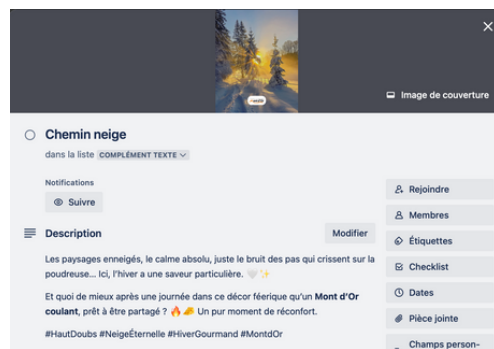 Image de couverture
Chemin neige
dans la liste COMPLÉMENT TEXTE
Notifications
Suivre
Description
Modifier
Les paysages enneigés, le calme absolu, juste le bruit des pas qui crissent sur la
poudreuse... Ici, l'hiver a une saveur particulière. 🤍✨
Et quoi de mieux après une journée dans ce décor féerique qu'un Mont d'Or
coulant, prêt à être partagé ? 🔥🧀 Un pur moment de réconfort.
#HautDoubs #NeigeÉternelle #HiverGourmand #MontdOr
Rejoindre
Membres
Étiquettes
Checklist
Dates
Pièce jointe
Champs person-